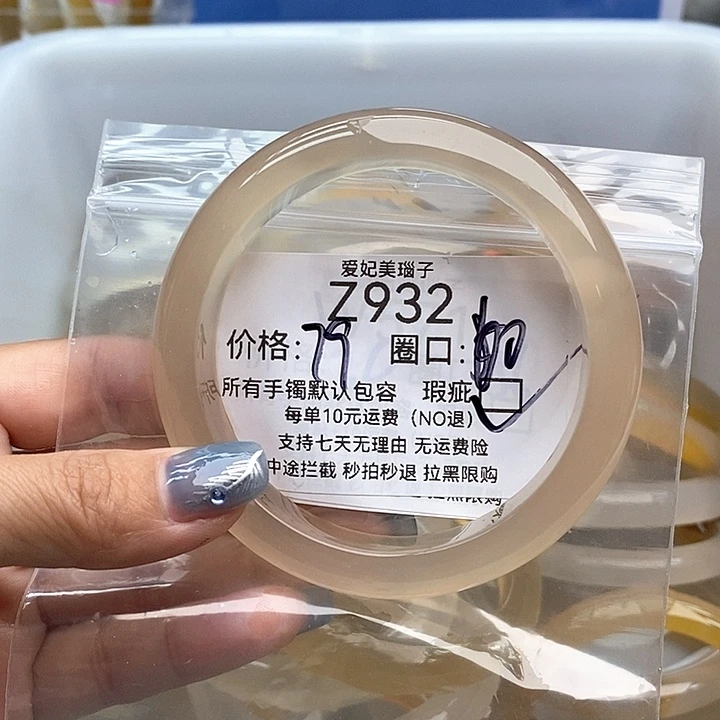 爱妃美瑙子
Z932
价格:79 圈口:
所有手镯默认包容 瑕疵
每单10元运费（NO退）
支持七天无理由 无运费险
中途拦截 秒拍秒退 拉黑限购